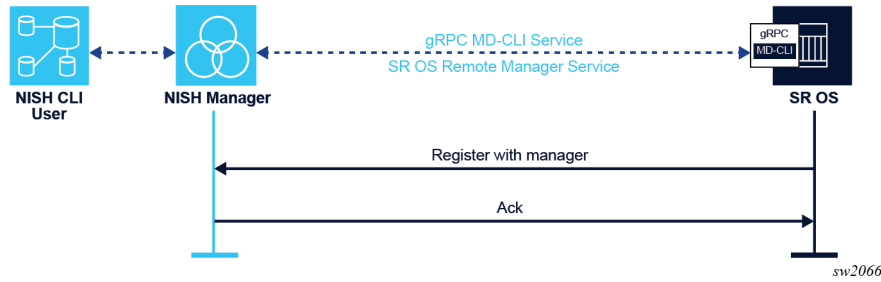 gRPC MD-CLI Service
SR OS Remote Manager Service
gRPC
MD-CLI
NISH CLI
User
NISH Manager
SR OS
Register with manager
Ack
sw2066